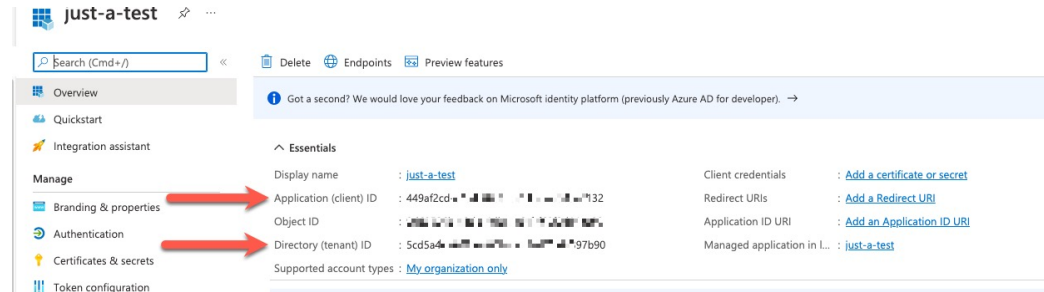 just-a-test
Search (Cmd+/)
Delete Endpoints Preview features
Overview
Got a second? We would love your feedback on Microsoft identity platform (previously Azure AD for developer). →
Quickstart
Integration assistant
Essentials
Manage
Display name : just-a-test
Client credentials : Add a certificate or secret
Application (client) ID : 449af2cd- 132
Redirect URIs : Add a Redirect URI
Branding & properties
Object ID :
Application ID URI : Add an Application ID URI
Authentication
Directory (tenant) ID : 5cd5a4 97b90
Managed application in l... : just-a-test
Certificates & secrets
Supported account types : My organization only
Token configuration